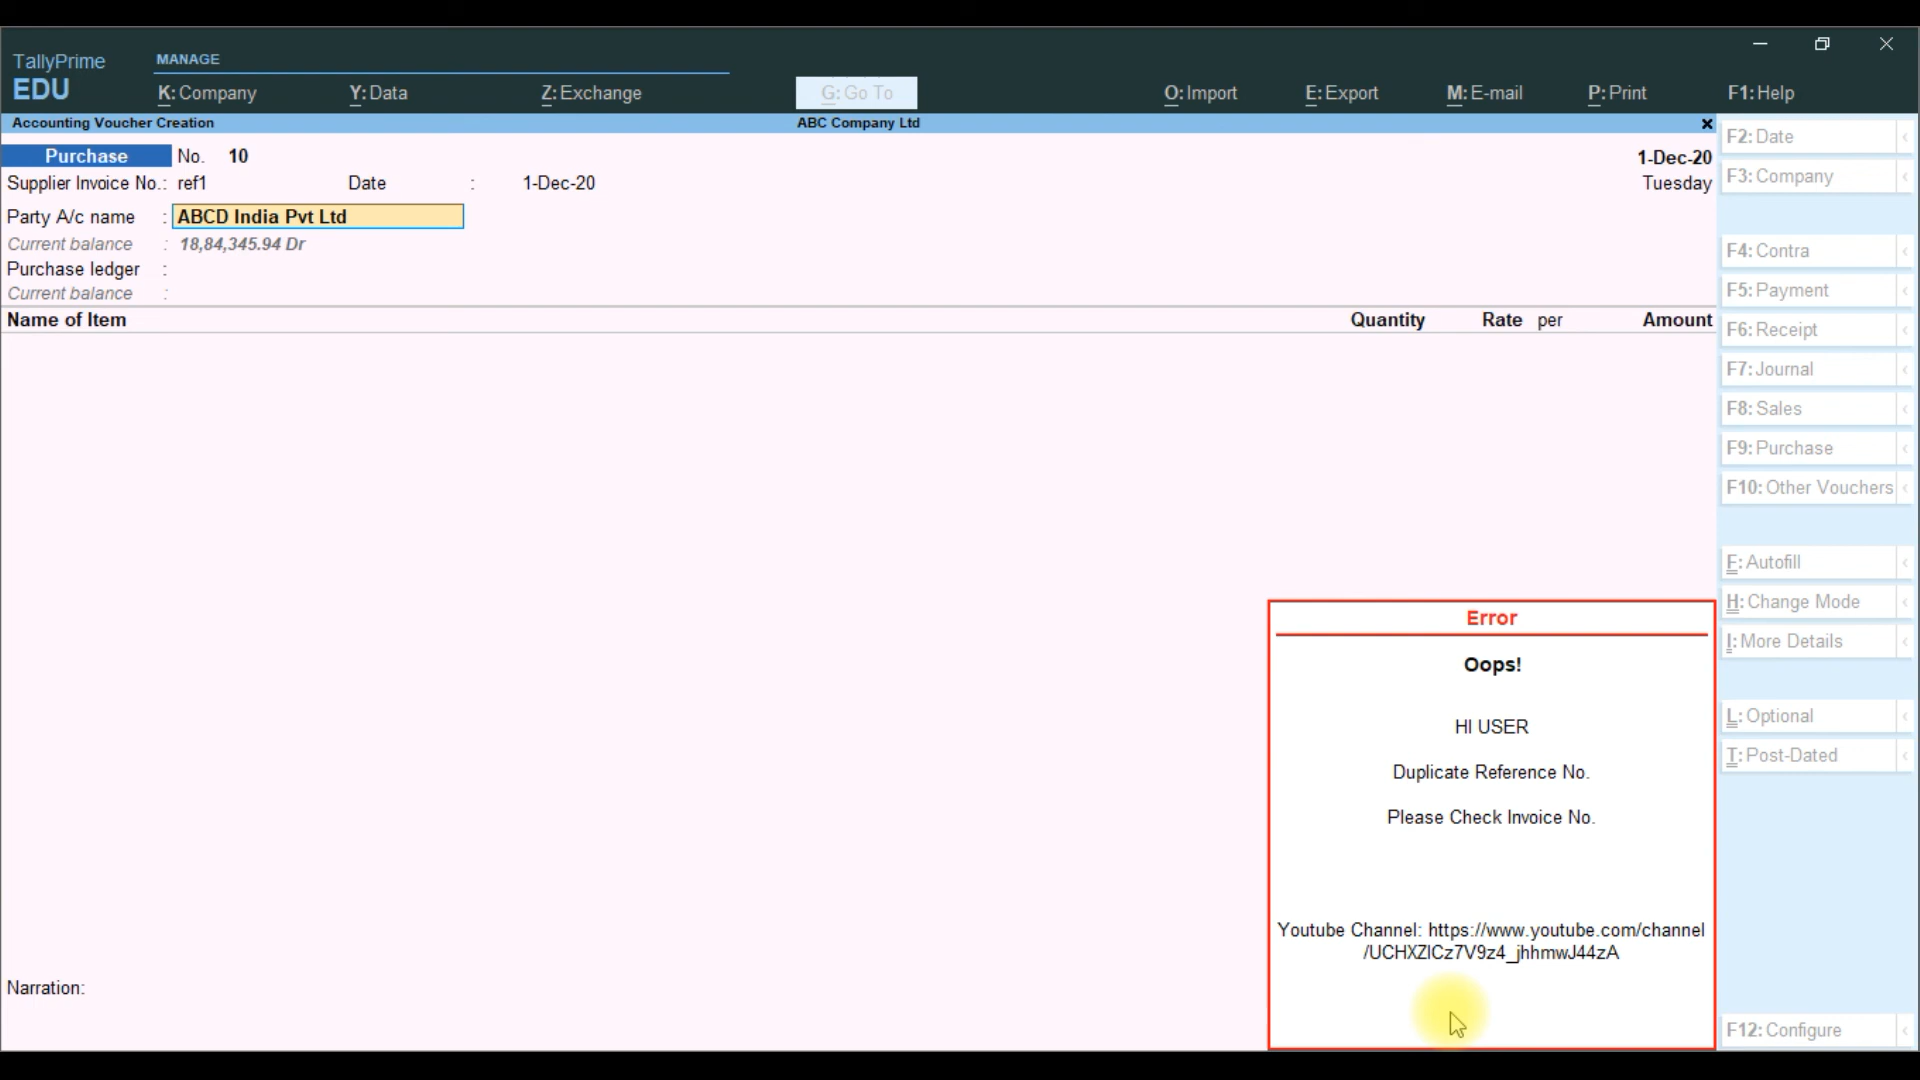 TallyPrime
EDU
MANAGE
K: Company Y: Data Z: Exchange G: Go To O: Import E: Export M: E-mail P: Print F1: Help
Accounting Voucher Creation ABC Company Ltd x
Purchase No. 10 1-Dec-20
Supplier Invoice No.: ref1 Date : 1-Dec-20 Tuesday
Party A/c name : ABCD India Pvt Ltd
Current balance : 18,84,345.94 Dr
Purchase ledger :
Current balance :
Name of Item Quantity Rate per Amount
Error
Oops!
HI USER
Duplicate Reference No.
Please Check Invoice No.
Youtube Channel: https://www.youtube.com/channel
/UCHXZlCz7V9z4_jhhmwJ44zA
Narration:
F2: Date
F3: Company
F4: Contra
F5: Payment
F6: Receipt
F7: Journal
F8: Sales
F9: Purchase
F10: Other Vouchers
F: Autofill
H: Change Mode
I: More Details
L: Optional
T: Post-Dated
F12: Configure